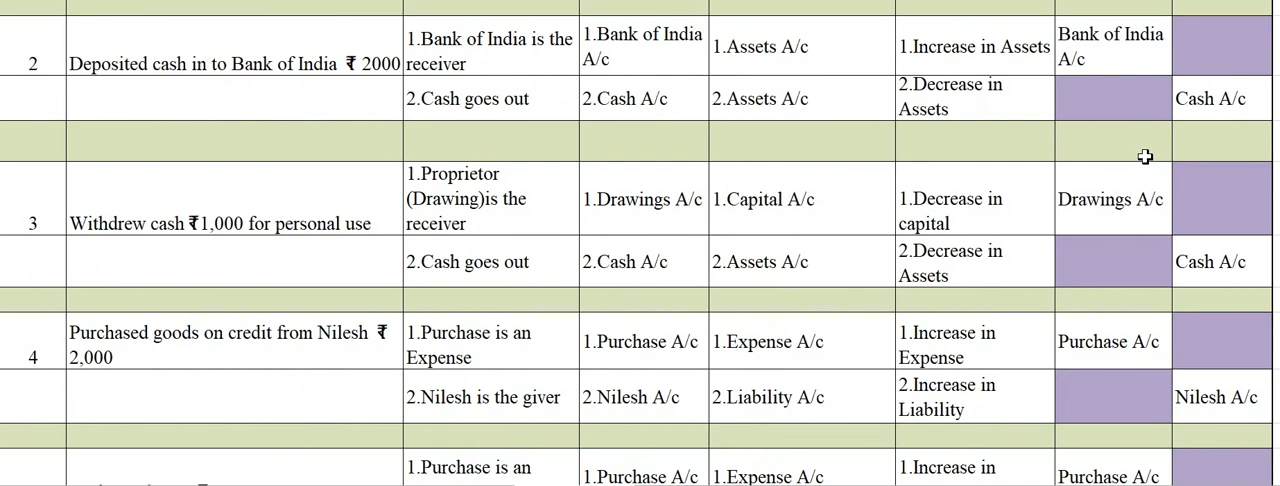 2
Deposited cash in to Bank of India ₹ 2000
1.Bank of India is the
receiver
1.Bank of India
A/c
1.Assets A/c
1.Increase in Assets
Bank of India
A/c
2.Cash goes out
2.Cash A/c
2.Assets A/c
2.Decrease in
Assets
Cash A/c
3
Withdrew cash ₹1,000 for personal use
1.Proprietor
(Drawing)is the
receiver
1.Drawings A/c
1.Capital A/c
1.Decrease in
capital
Drawings A/c
2.Cash goes out
2.Cash A/c
2.Assets A/c
2.Decrease in
Assets
Cash A/c
4
Purchased goods on credit from Nilesh ₹
2,000
1.Purchase is an
Expense
1.Purchase A/c
1.Expense A/c
1.Increase in
Expense
Purchase A/c
2.Nilesh is the giver
2.Nilesh A/c
2.Liability A/c
2.Increase in
Liability
Nilesh A/c
1.Purchase is an
1.Purchase A/c
1.Expense A/c
1.Increase in
Purchase A/c